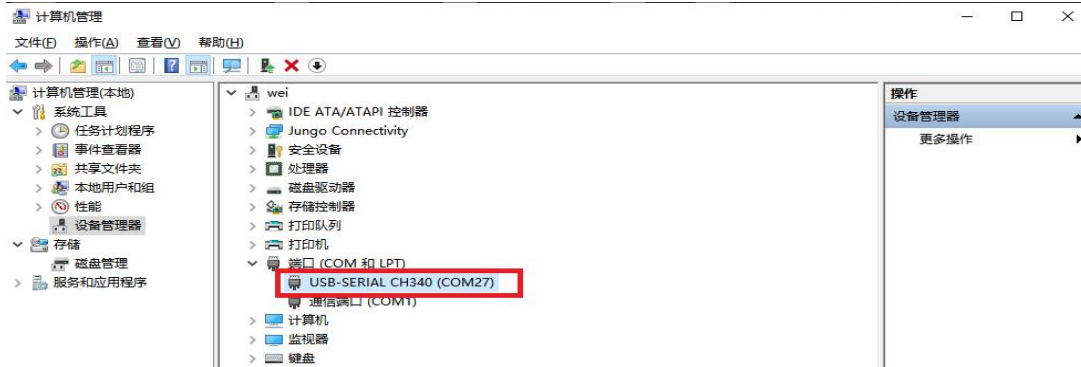 计算机管理
文件(F) 操作(A) 查看(V) 帮助(H)
计算机管理(本地)
系统工具
任务计划程序
事件查看器
共享文件夹
本地用户和组
性能
设备管理器
存储
磁盘管理
服务和应用程序
wei
IDE ATA/ATAPI 控制器
Jungo Connectivity
安全设备
处理器
磁盘驱动器
存储控制器
打印队列
打印机
端口 (COM 和 LPT)
USB-SERIAL CH340 (COM27)
通信端口 (COM1)
计算机
监视器
键盘
操作
设备管理器
更多操作